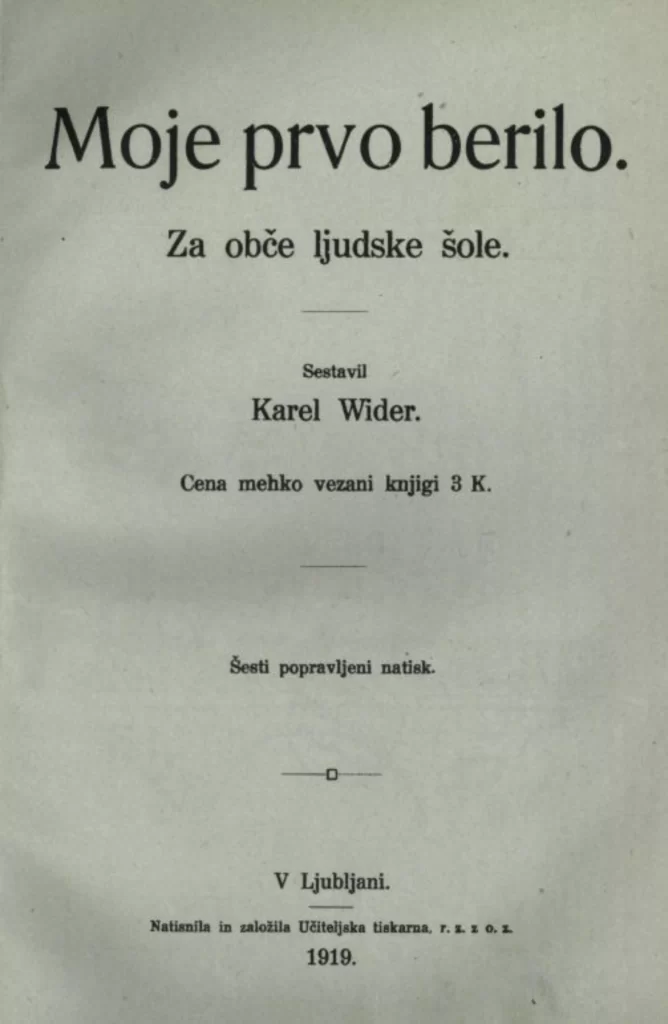 Moje prvo berilo.
Za obče ljudske šole.
Sestavil
Karel Wider.
Cena mehko vezani knjigi 3 K.
Šesti popravljeni natisk.
V Ljubljani.
Natisnila in založila Učiteljska tiskarna, r. z. z o. z.
1919.